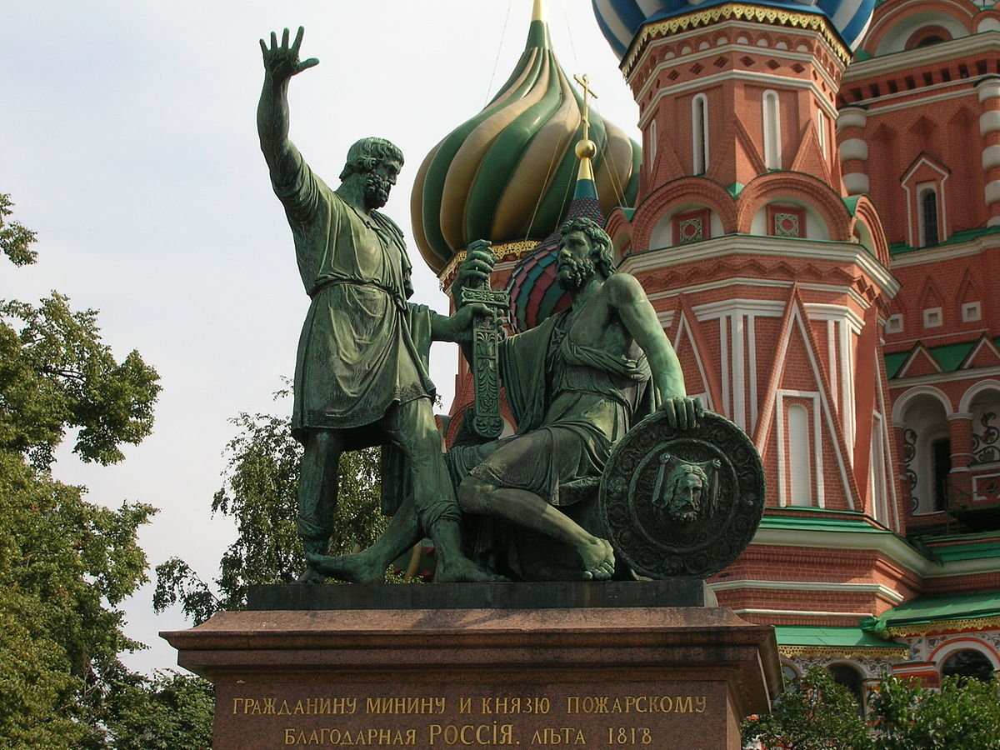 ГРАЖДАНИНУ МИНИНУ И КНЯЗЮ ПОЖАРСКОМУ
БЛАГОДАРНАЯ РОССІЯ. ЛѢТА 1818